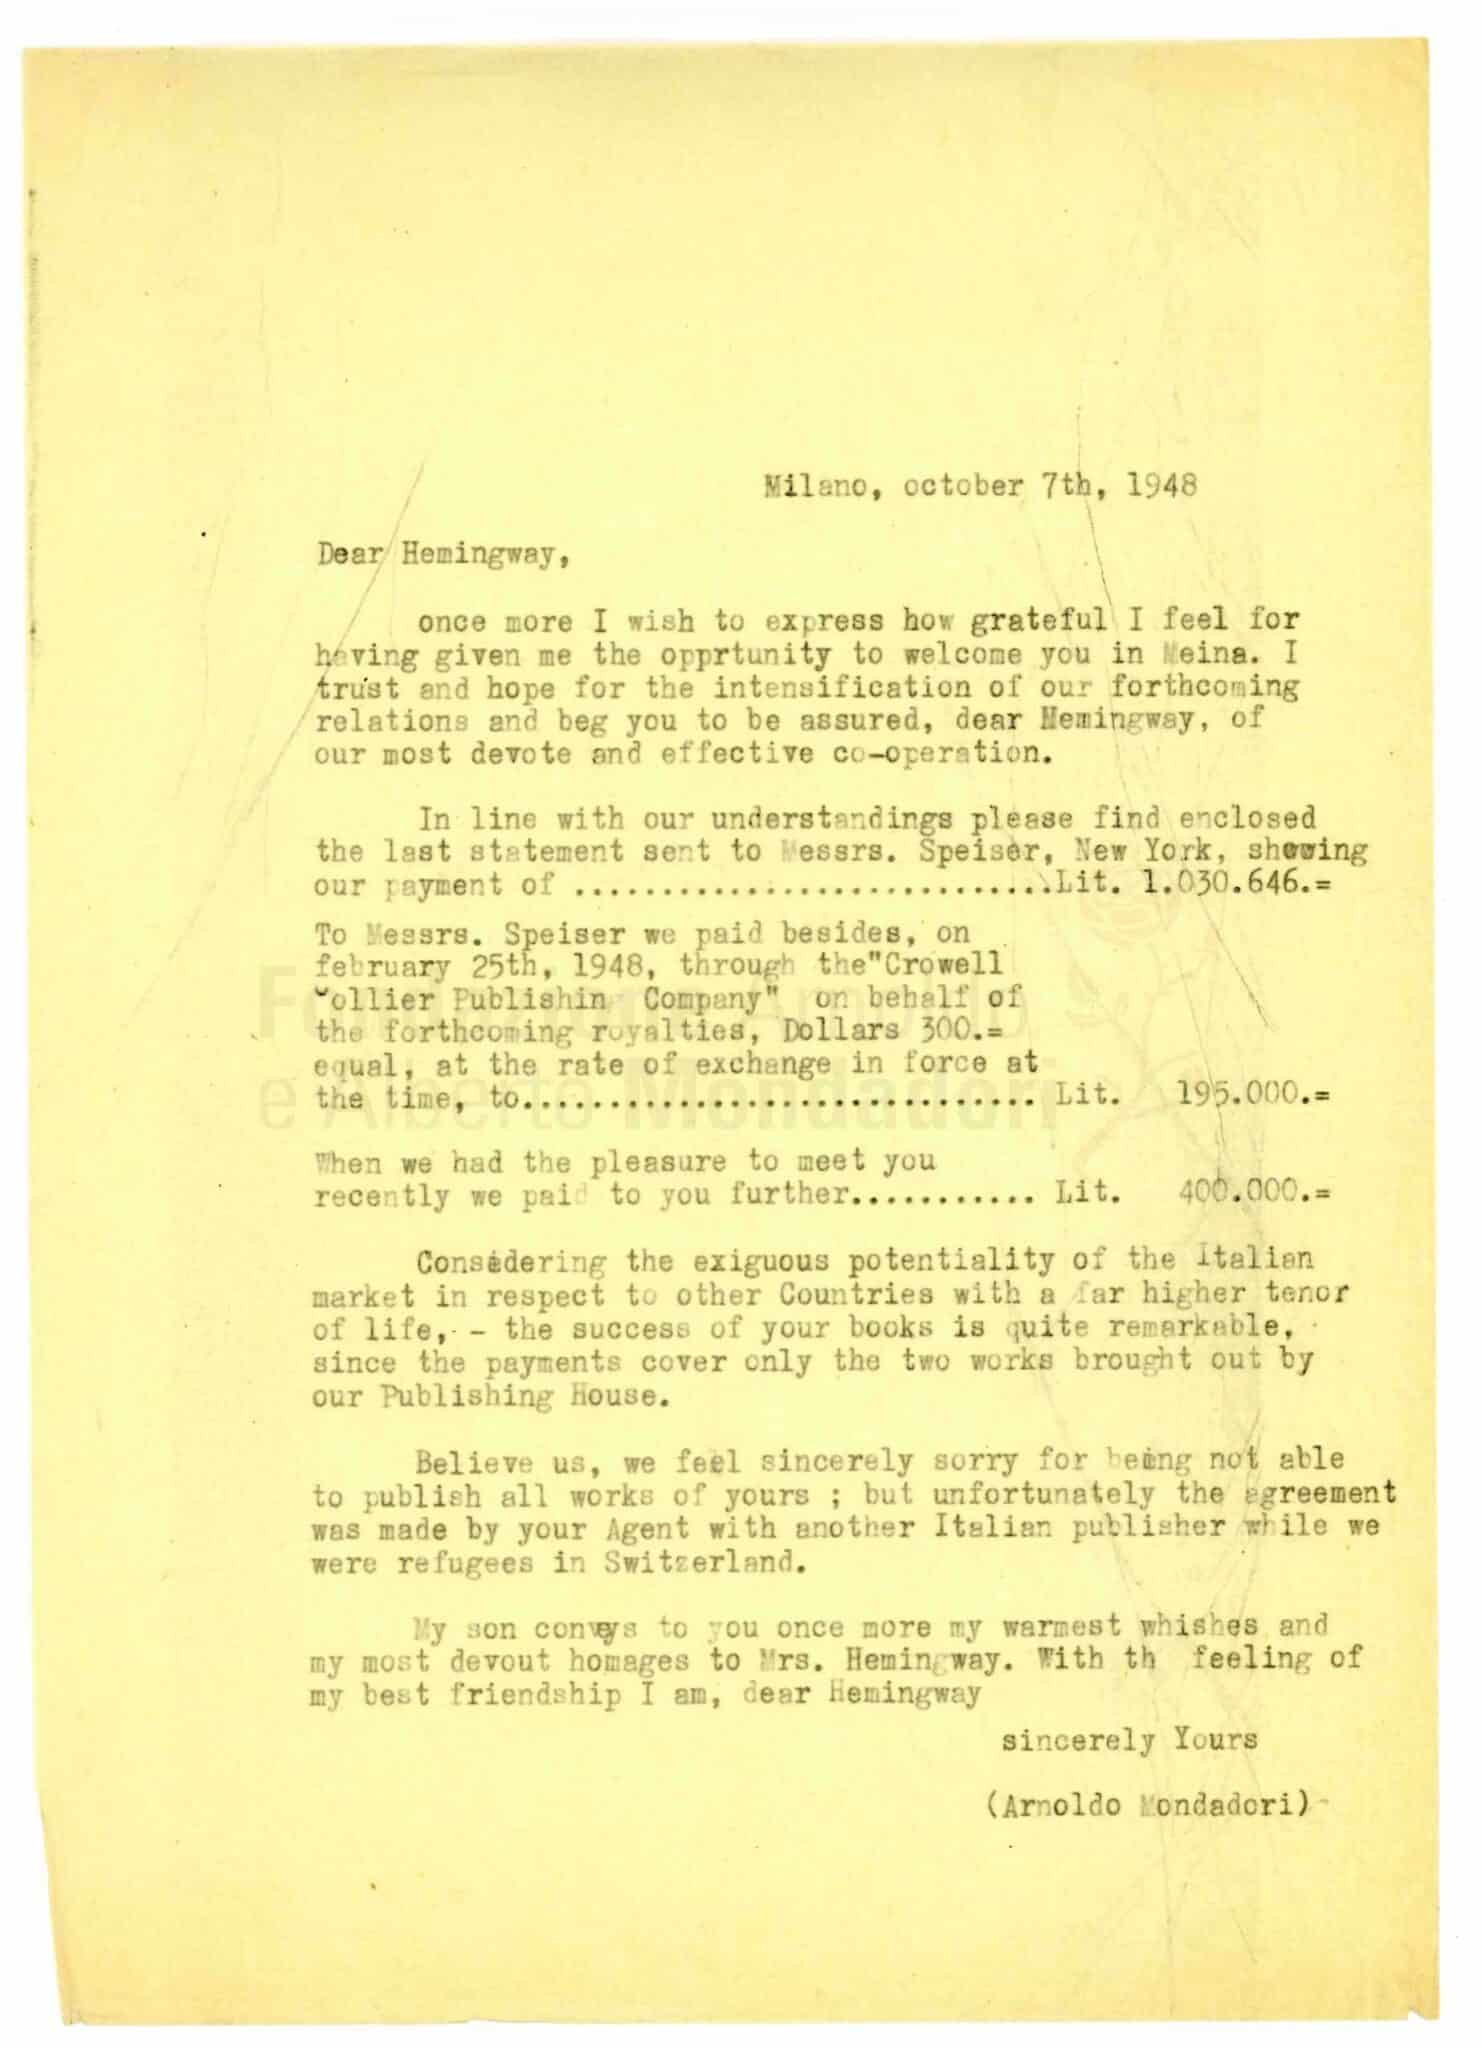 Milano, october 7th, 1948
Dear Hemingway,
once more I wish to express how grateful I feel for
having given me the opprtunity to welcome you in Meina. I
trust and hope for the intensification of our forthcoming
relations and beg you to be assured, dear Hemingway, of
our most devote and effective co-operation.
In line with our understandings please find enclosed
the last statement sent to Messrs. Speiser, New York, showing
our payment of ............................Lit. 1.030.646.=
To Messrs. Speiser we paid besides, on
february 25th, 1948, through the"Crowell
Collier Publishin Company" on behalf of
the forthcoming royalties, Dollars 300.=
equal, at the rate of exchange in force at
the time, to.............................. Lit. 195.000.=
When we had the pleasure to meet you
recently we paid to you further........... Lit. 400.000.=
Considering the exiguous potentiality of the Italian
market in respect to other Countries with a far higher tenor
of life, - the success of your books is quite remarkable,
since the payments cover only the two works brought out by
our Publishing House.
Believe us, we feel sincerely sorry for being not able
to publish all works of yours ; but unfortunately the agreement
was made by your Agent with another Italian publisher while we
were refugees in Switzerland.
My son conveys to you once more my warmest whishes and
my most devout homages to Mrs. Hemingway. With th feeling of
my best friendship I am, dear Hemingway
sincerely Yours
(Arnoldo Mondadori)
Fondazione Arnoldo
e Alberto Mondadori